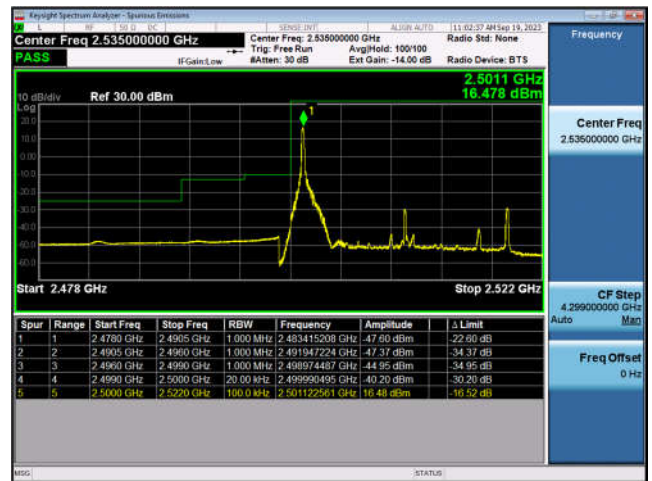 Keysight Spectrum Analyzer - Spurious Emissions
L RF 50 Ω DC SENSE:INT ALIGN AUTO 11:02:37 AM Sep 19, 2023
Center Freq 2.535000000 GHz Center Freq: 2.535000000 GHz Radio Std: None Frequency
Trig: Free Run Avg|Hold: 100/100
PASS IFGain:Low #Atten: 30 dB Ext Gain: -14.00 dB Radio Device: BTS
2.5011 GHz
10 dB/div Ref 30.00 dBm 16.478 dBm
Log
20.0
10.0
0.00
-10.0
-20.0
-30.0
-40.0
-50.0
-60.0
1
Start 2.478 GHz Stop 2.522 GHz
Center Freq
2.535000000 GHz
CF Step
4.299000000 GHz
Auto Man
Freq Offset
0 Hz
Spur Range Start Freq Stop Freq RBW Frequency Amplitude Δ Limit
1 1 2.4780 GHz 2.4905 GHz 1.000 MHz 2.483415208 GHz -47.60 dBm -22.60 dB
2 2 2.4905 GHz 2.4960 GHz 1.000 MHz 2.491947224 GHz -47.37 dBm -34.37 dB
3 3 2.4960 GHz 2.4990 GHz 1.000 MHz 2.498974487 GHz -44.95 dBm -34.95 dB
4 4 2.4990 GHz 2.5000 GHz 20.00 kHz 2.499990495 GHz -40.20 dBm -30.20 dB
5 5 2.5000 GHz 2.5220 GHz 100.0 kHz 2.501122561 GHz 16.48 dBm -16.52 dB
MSG STATUS